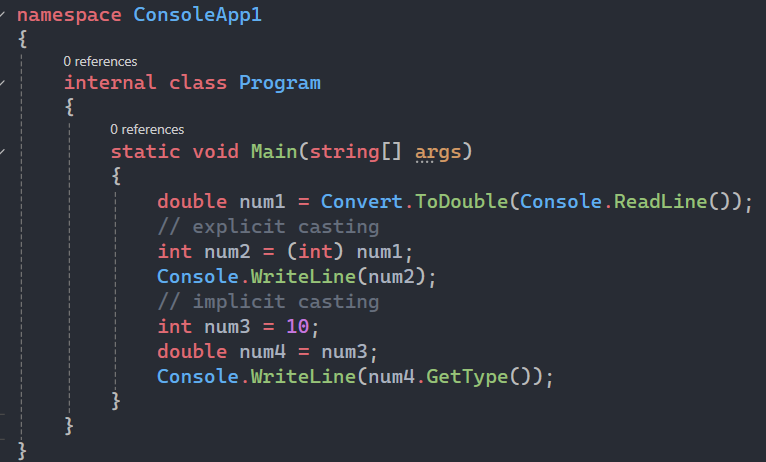 namespace ConsoleApp1
{
0 references
internal class Program
{
0 references
static void Main(string[] args)
{
double num1 = Convert.ToDouble(Console.ReadLine());
// explicit casting
int num2 = (int) num1;
Console.WriteLine(num2);
// implicit casting
int num3 = 10;
double num4 = num3;
Console.WriteLine(num4.GetType());
}
}
}